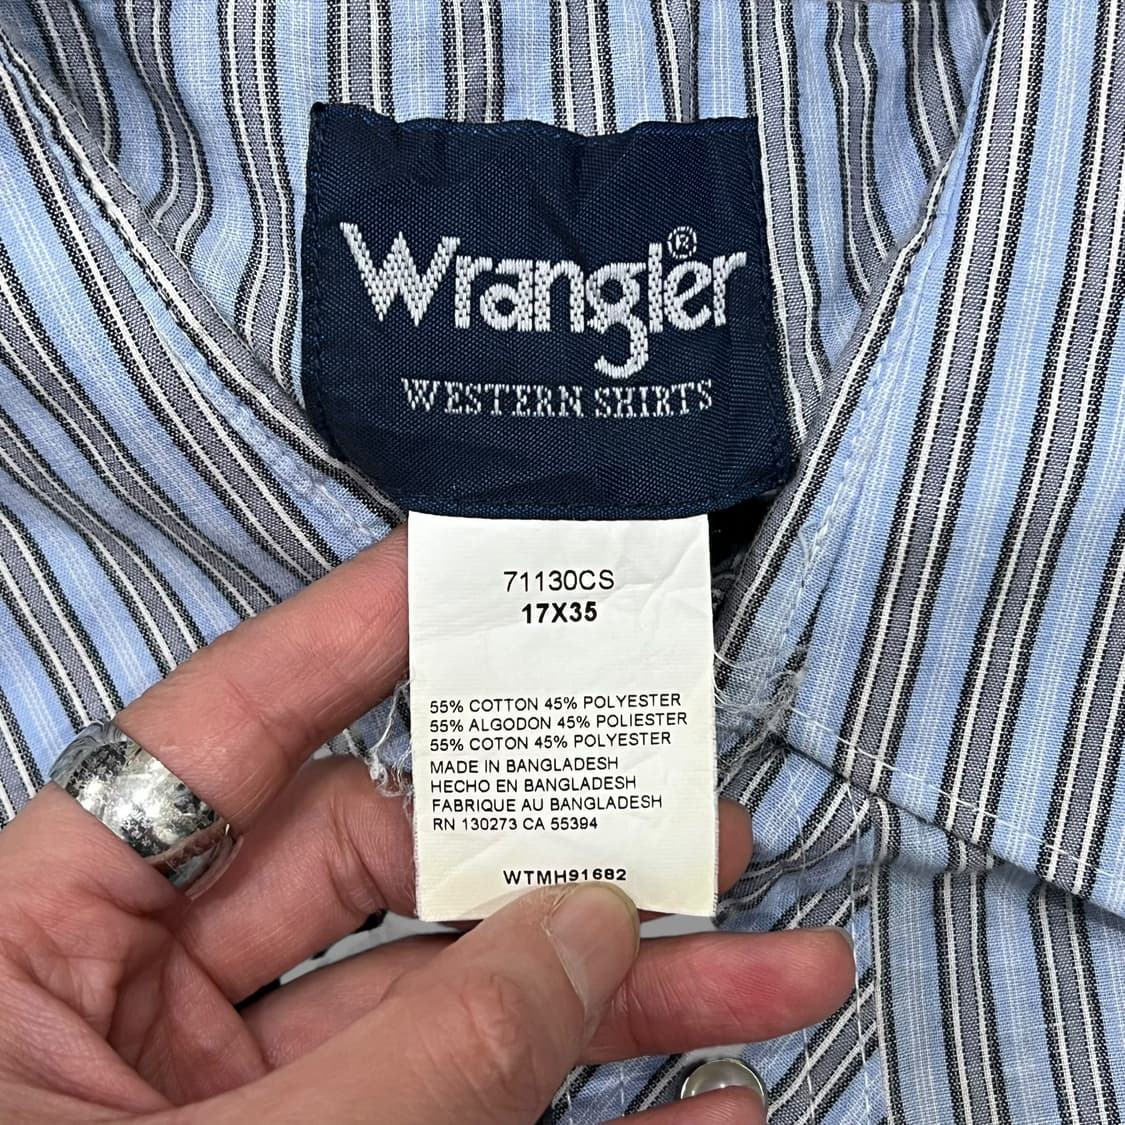 Wrangler®
WESTERN SHIRTS
71130CS
17X35
55% COTTON 45% POLYESTER
55% ALGODON 45% POLIESTER
55% COTON 45% POLYESTER
MADE IN BANGLADESH
HECHO EN BANGLADESH
FABRIQUE AU BANGLADESH
RN 130273 CA 55394
WTMH91682